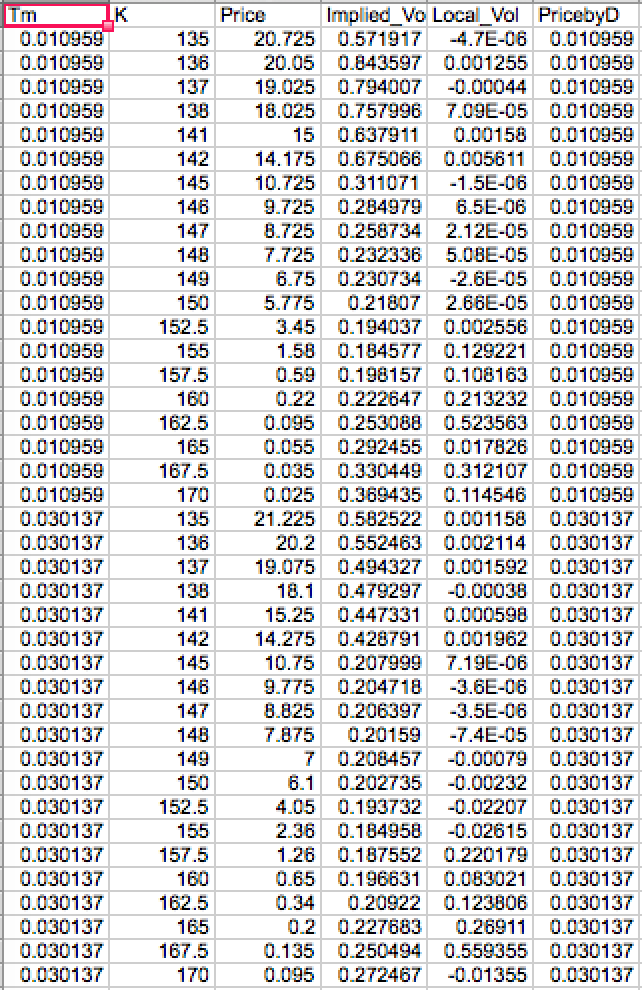 Tm K Price Implied_Vo Local_Vol PricebyD
0.010959 135 20.725 0.571917 -4.7E-06 0.010959
0.010959 136 20.05 0.843597 0.001255 0.010959
0.010959 137 19.025 0.794007 -0.00044 0.010959
0.010959 138 18.025 0.757996 7.09E-05 0.010959
0.010959 141 15 0.637911 0.00158 0.010959
0.010959 142 14.175 0.675066 0.005611 0.010959
0.010959 145 10.725 0.311071 -1.5E-06 0.010959
0.010959 146 9.725 0.284979 6.5E-06 0.010959
0.010959 147 8.725 0.258734 2.12E-05 0.010959
0.010959 148 7.725 0.232336 5.08E-05 0.010959
0.010959 149 6.75 0.230734 -2.6E-05 0.010959
0.010959 150 5.775 0.21807 2.66E-05 0.010959
0.010959 152.5 3.45 0.194037 0.002556 0.010959
0.010959 155 1.58 0.184577 0.129221 0.010959
0.010959 157.5 0.59 0.198157 0.108163 0.010959
0.010959 160 0.22 0.222647 0.213232 0.010959
0.010959 162.5 0.095 0.253088 0.523563 0.010959
0.010959 165 0.055 0.292455 0.017826 0.010959
0.010959 167.5 0.035 0.330449 0.312107 0.010959
0.010959 170 0.025 0.369435 0.114546 0.010959
0.030137 135 21.225 0.582522 0.001158 0.030137
0.030137 136 20.2 0.552463 0.002114 0.030137
0.030137 137 19.075 0.494327 0.001592 0.030137
0.030137 138 18.1 0.479297 -0.00038 0.030137
0.030137 141 15.25 0.447331 0.000598 0.030137
0.030137 142 14.275 0.428791 0.001962 0.030137
0.030137 145 10.75 0.207999 7.19E-06 0.030137
0.030137 146 9.775 0.204718 -3.6E-06 0.030137
0.030137 147 8.825 0.206397 -3.5E-06 0.030137
0.030137 148 7.875 0.20159 -7.4E-05 0.030137
0.030137 149 7 0.208457 -0.00079 0.030137
0.030137 150 6.1 0.202735 -0.00232 0.030137
0.030137 152.5 4.05 0.193732 -0.02207 0.030137
0.030137 155 2.36 0.184958 -0.02615 0.030137
0.030137 157.5 1.26 0.187552 0.220179 0.030137
0.030137 160 0.65 0.196631 0.083021 0.030137
0.030137 162.5 0.34 0.20922 0.123806 0.030137
0.030137 165 0.2 0.227683 0.26911 0.030137
0.030137 167.5 0.135 0.250494 0.559355 0.030137
0.030137 170 0.095 0.272467 -0.01355 0.030137